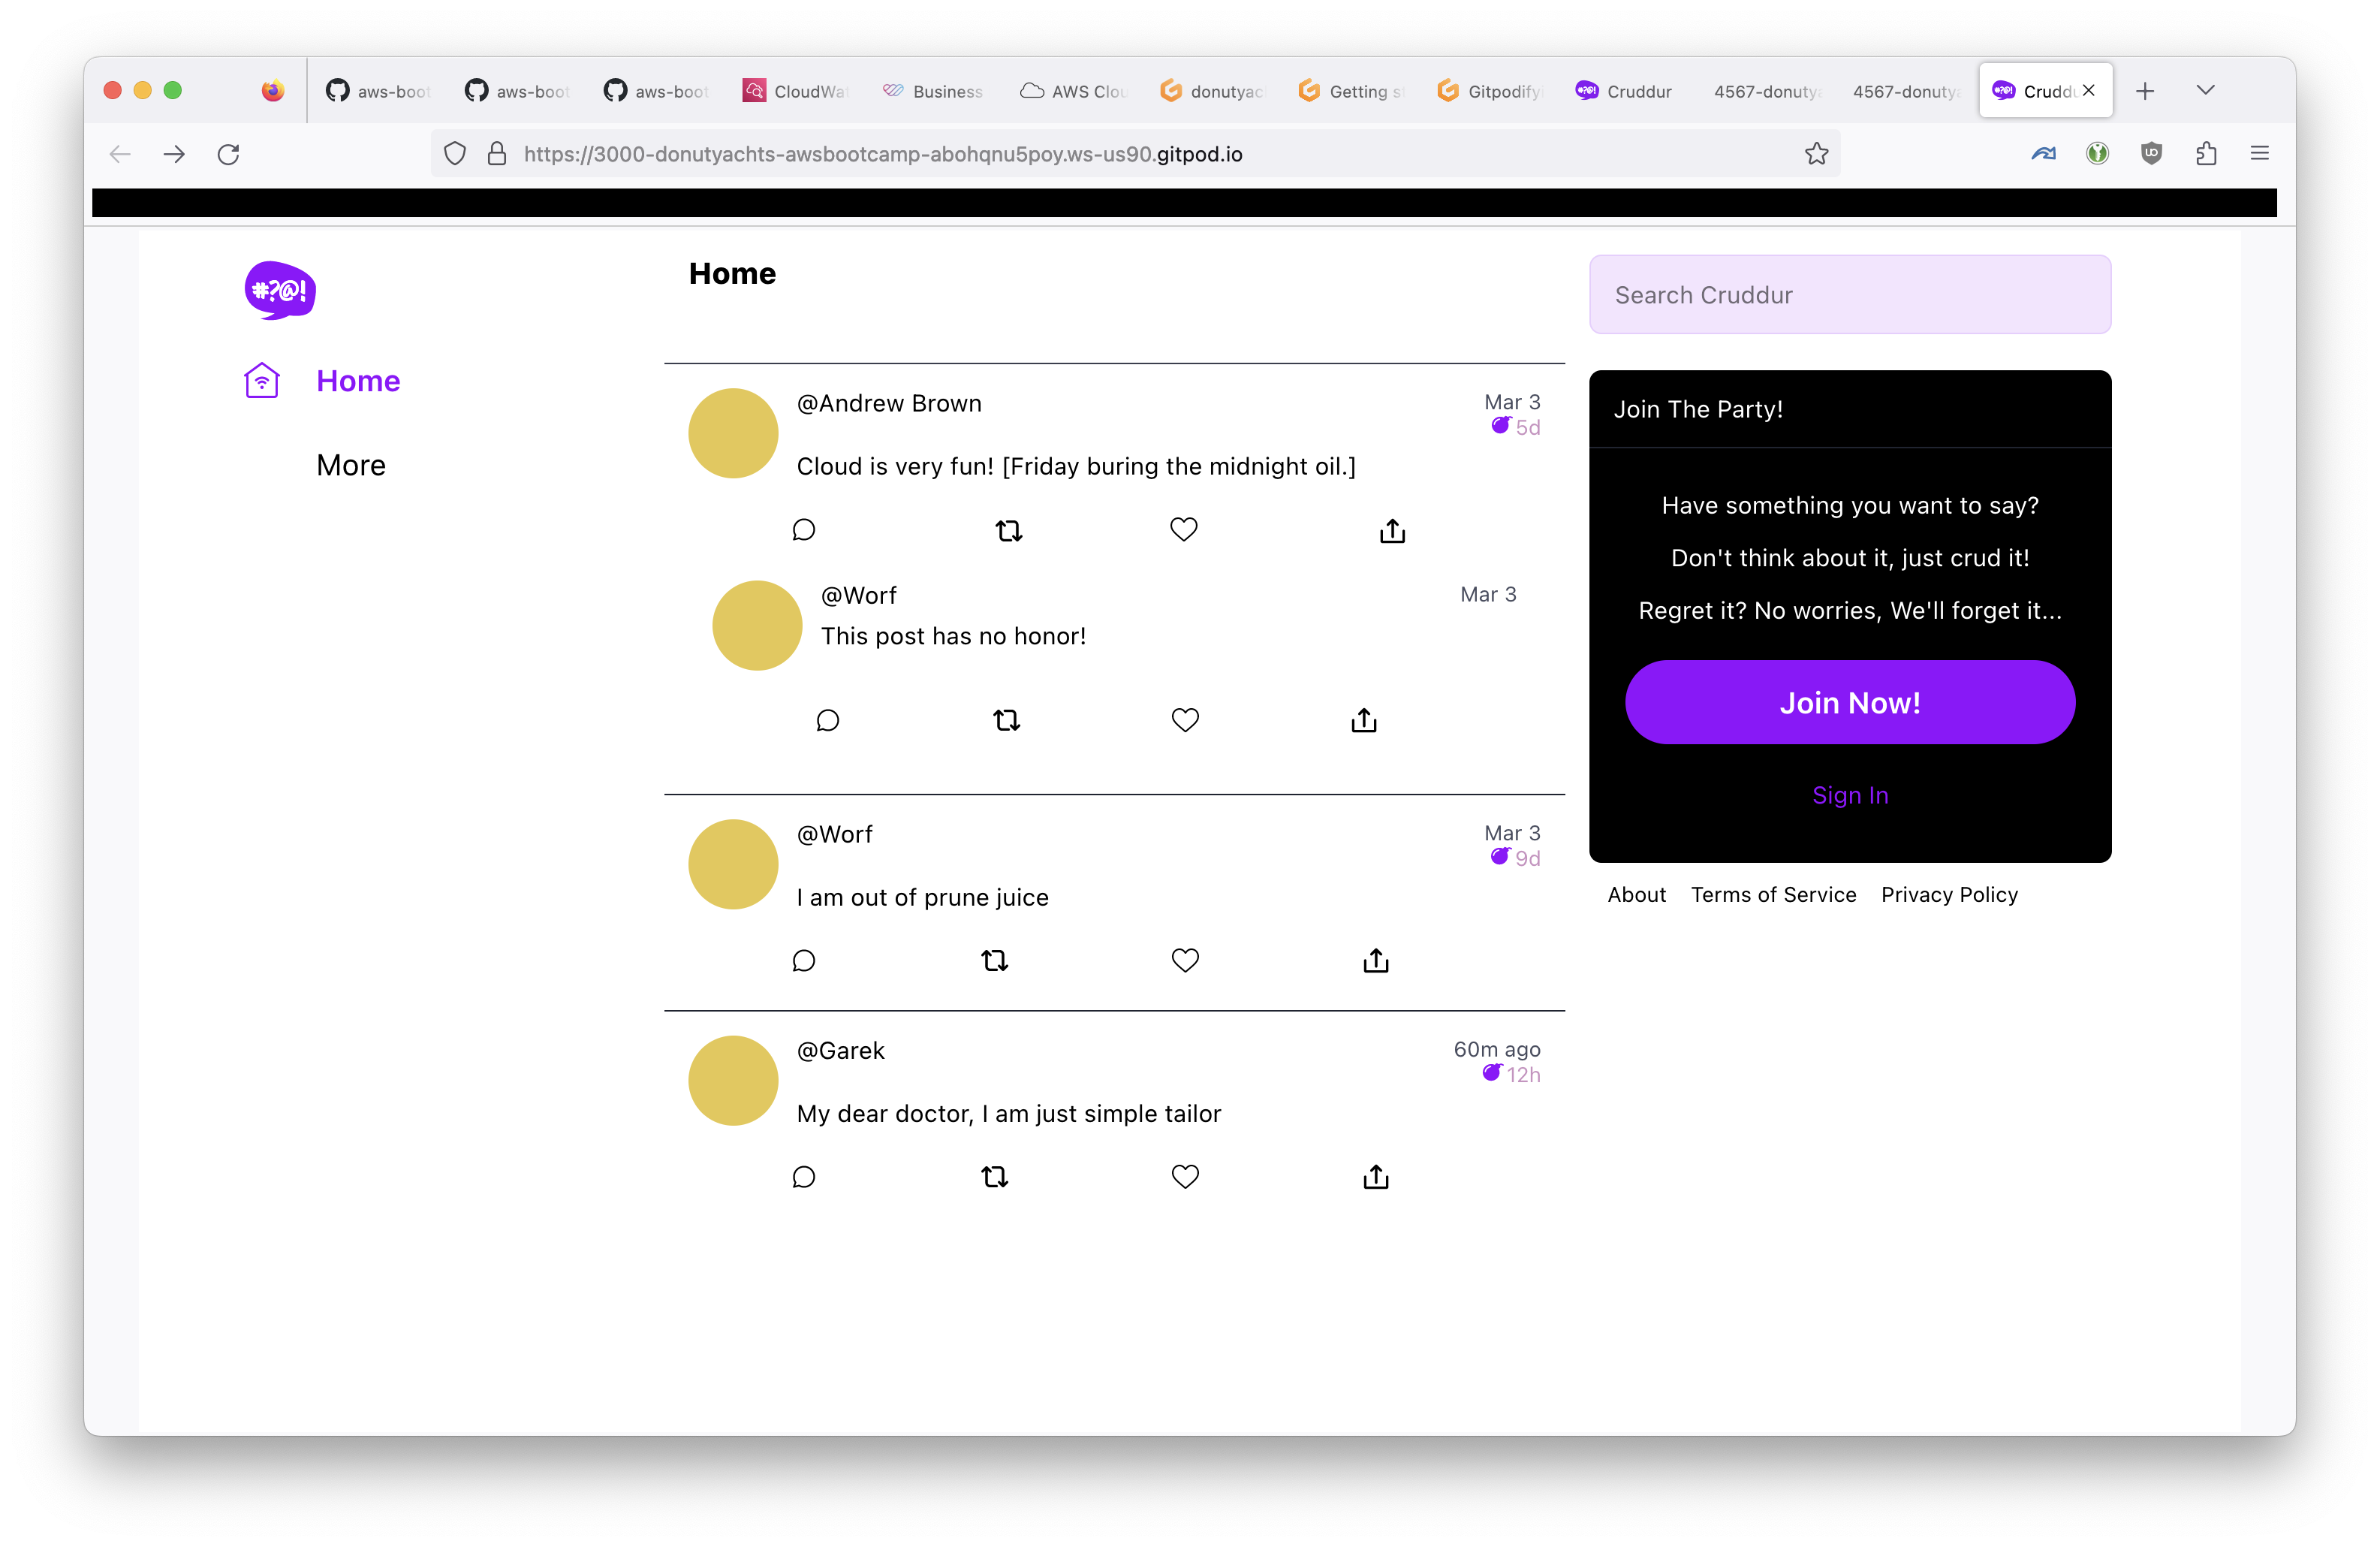 aws-boot
aws-boot
aws-boot
CloudWa
Business
AWS Clou
donutyac
Getting s
Gitpodify
Cruddur
4567-donutya
4567-donutya
Cruddu
https://3000-donutyachts-awsbootcamp-abohqnu5poy.ws-us90.gitpod.io
#?@!
Home
More
Home
@Andrew Brown
Mar 3
5d
Cloud is very fun! [Friday buring the midnight oil.]
@Worf
Mar 3
This post has no honor!
@Worf
Mar 3
9d
I am out of prune juice
@Garek
60m ago
12h
My dear doctor, I am just simple tailor
Search Cruddur
Join The Party!
Have something you want to say?
Don't think about it, just crud it!
Regret it? No worries, We'll forget it...
Join Now!
Sign In
About Terms of Service Privacy Policy